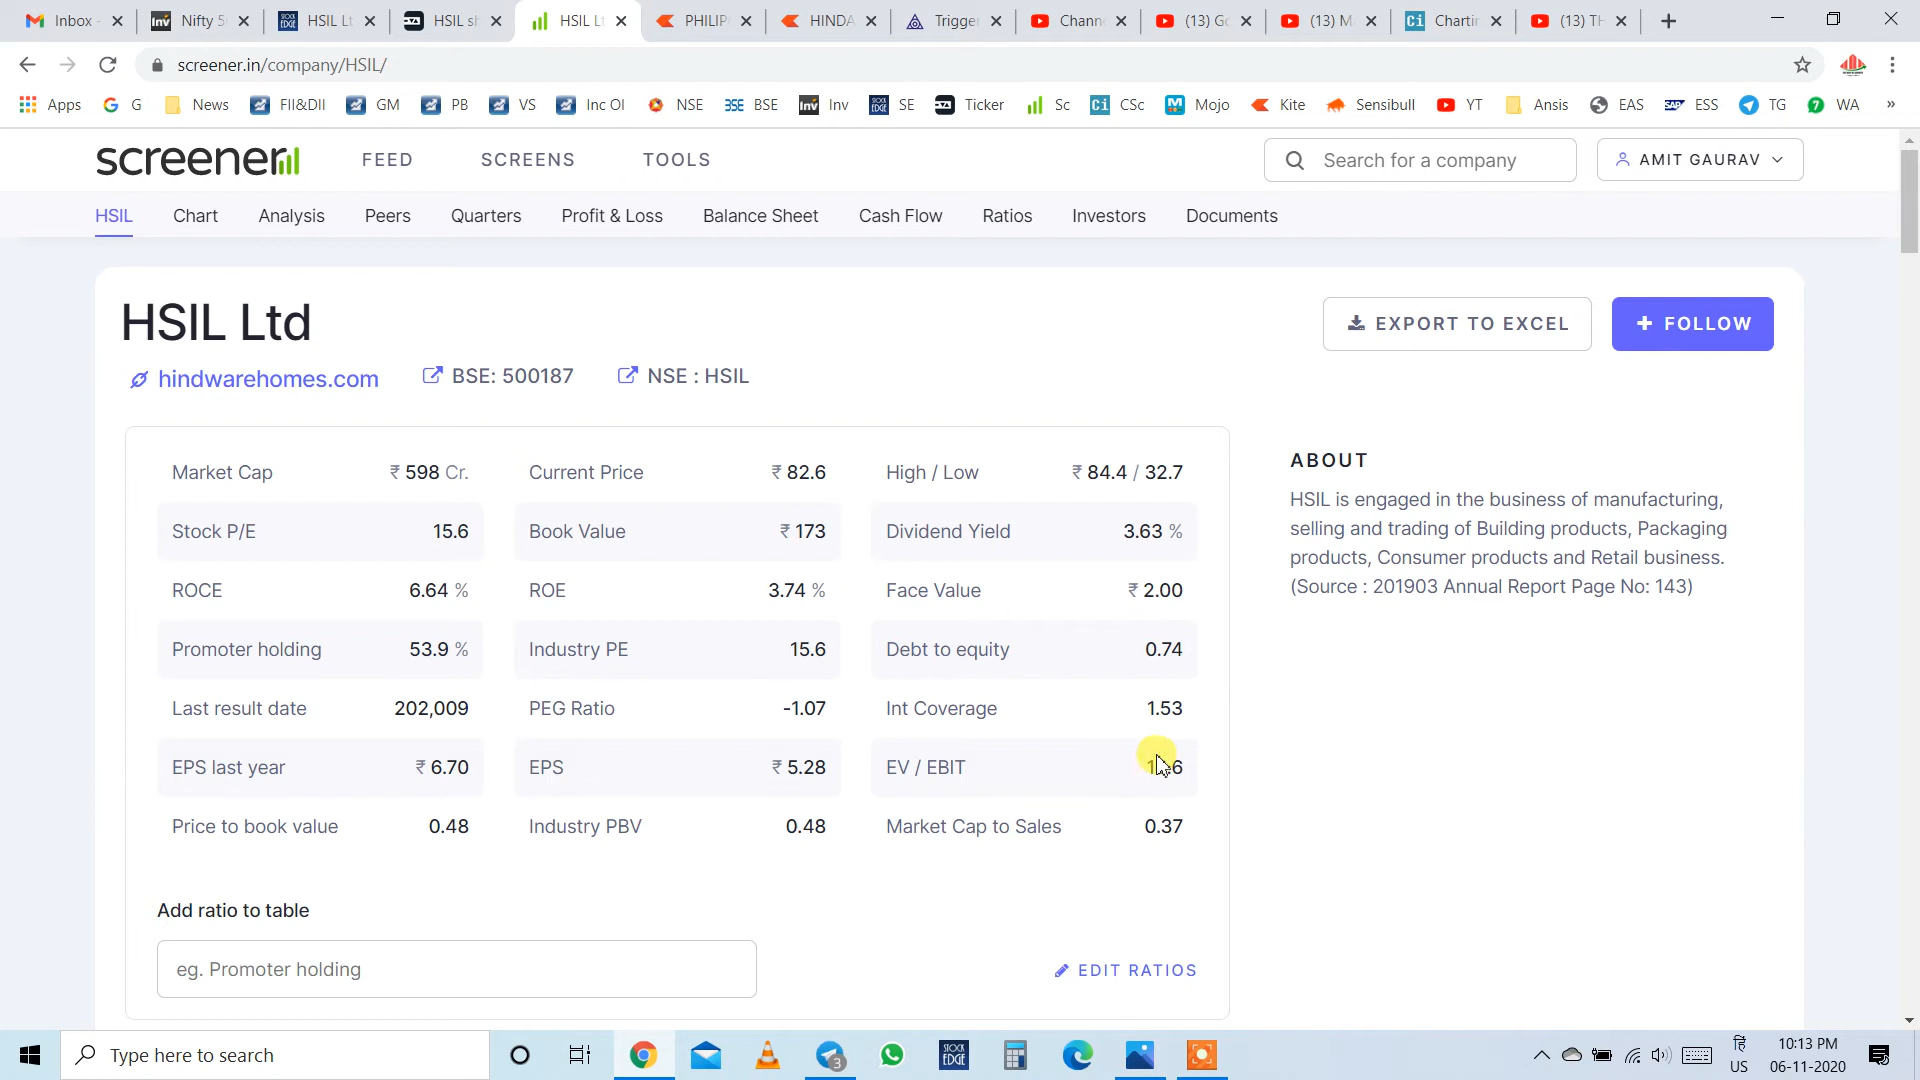 Inbox - Nifty 5 HSIL Lt HSIL sh HSIL Lt PHILIP HINDA Trigger Chann (13) Go (13) M Chartin (13) TH
screener.in/company/HSIL/
Apps G News FII&DII GM PB VS Inc OI NSE BSE Inv SE Ticker Sc CSc Mojo Kite Sensibull YT Ansis EAS ESS TG WA »
screener FEED SCREENS TOOLS Search for a company AMIT GAURAV
HSIL Chart Analysis Peers Quarters Profit & Loss Balance Sheet Cash Flow Ratios Investors Documents
HSIL Ltd
EXPORT TO EXCEL + FOLLOW
hindwarehomes.com BSE: 500187 NSE : HSIL
Market Cap ₹ 598 Cr. Current Price ₹ 82.6 High / Low ₹ 84.4 / 32.7
Stock P/E 15.6 Book Value ₹ 173 Dividend Yield 3.63 %
ROCE 6.64 % ROE 3.74 % Face Value ₹ 2.00
Promoter holding 53.9 % Industry PE 15.6 Debt to equity 0.74
Last result date 202,009 PEG Ratio -1.07 Int Coverage 1.53
EPS last year ₹ 6.70 EPS ₹ 5.28 EV / EBIT
Price to book value 0.48 Industry PBV 0.48 Market Cap to Sales 0.37
Add ratio to table
eg. Promoter holding
EDIT RATIOS
ABOUT
HSIL is engaged in the business of manufacturing,
selling and trading of Building products, Packaging
products, Consumer products and Retail business.
(Source : 201903 Annual Report Page No: 143)
Type here to search
3
STOCK EDGE
हि
US
10:13 PM
06-11-2020